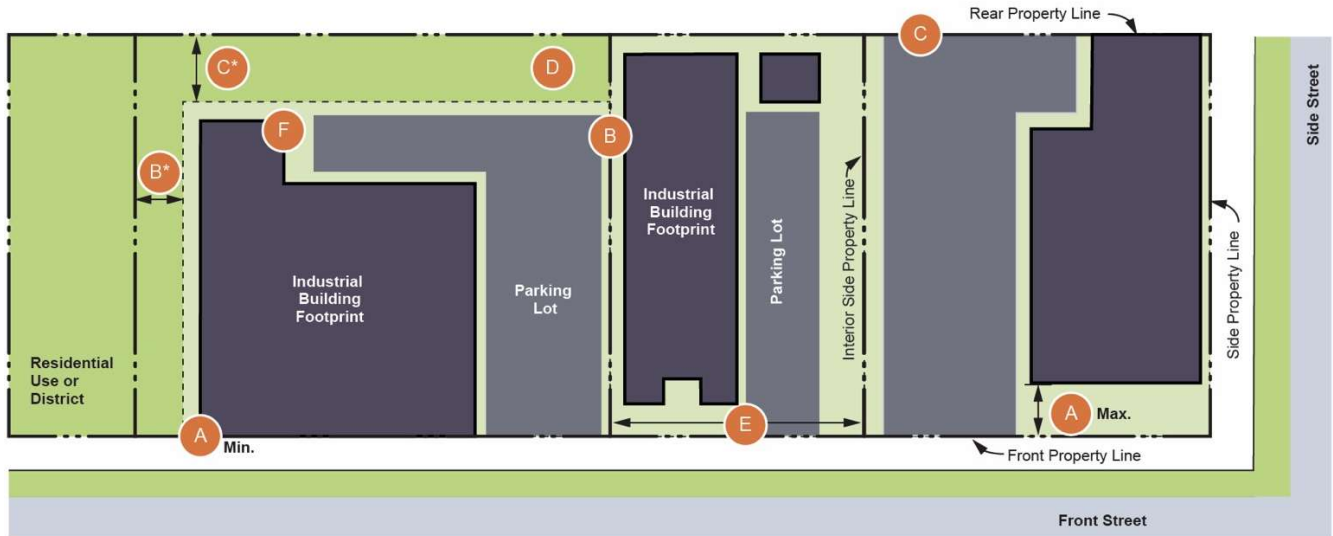 Rear Property Line
C
C*
D
Side Street
F
B
B*
Industrial
Building
Footprint
Interior Side Property Line
Parking Lot
Side Property Line
Industrial
Building
Footprint
Parking
Lot
Residential
Use or
District
A
Min.
E
A
Max.
Front Property Line
Front Street